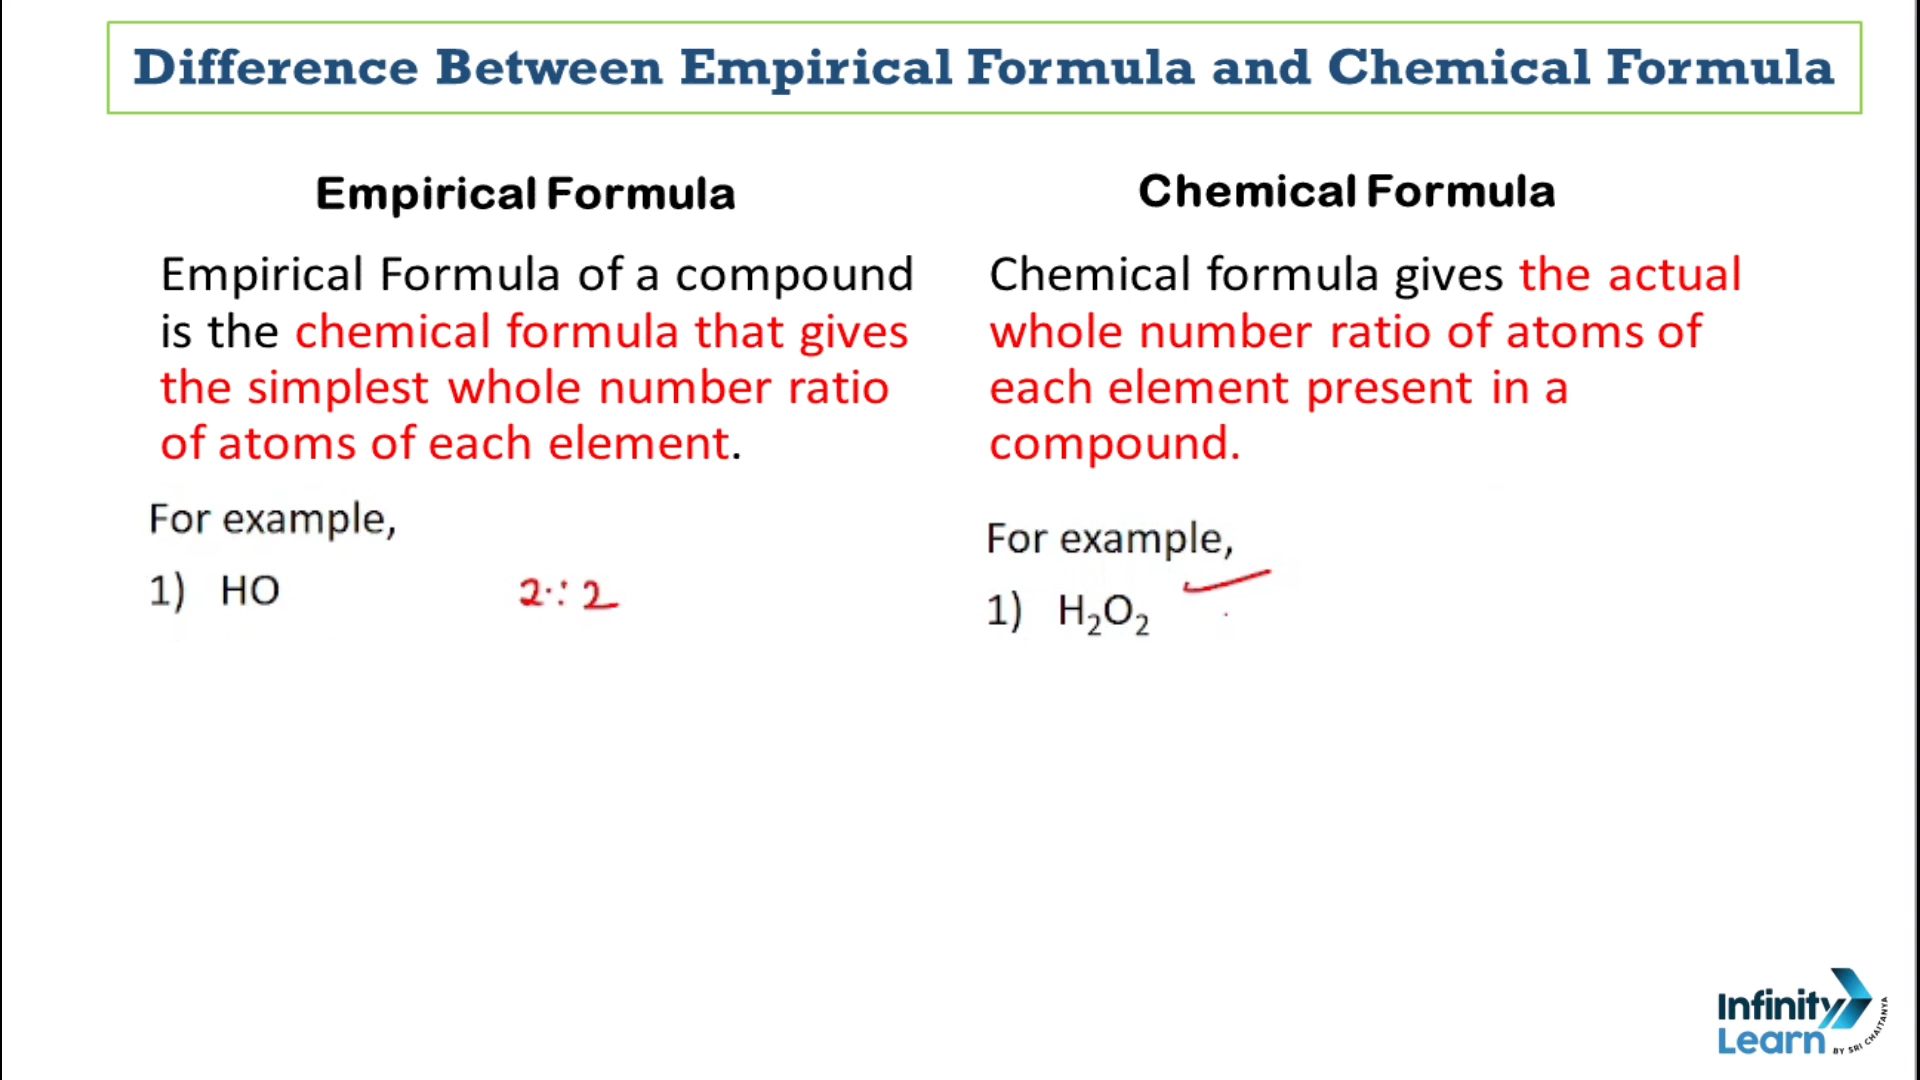 Difference Between Empirical Formula and Chemical Formula
Empirical Formula
Empirical Formula of a compound
is the chemical formula that gives
the simplest whole number ratio
of atoms of each element.
For example,
1) HO
2 : 2
Chemical Formula
Chemical formula gives the actual
whole number ratio of atoms of
each element present in a
compound.
For example,
1) H₂O₂
Infinity
Learn
BY SRI CHAITANYA